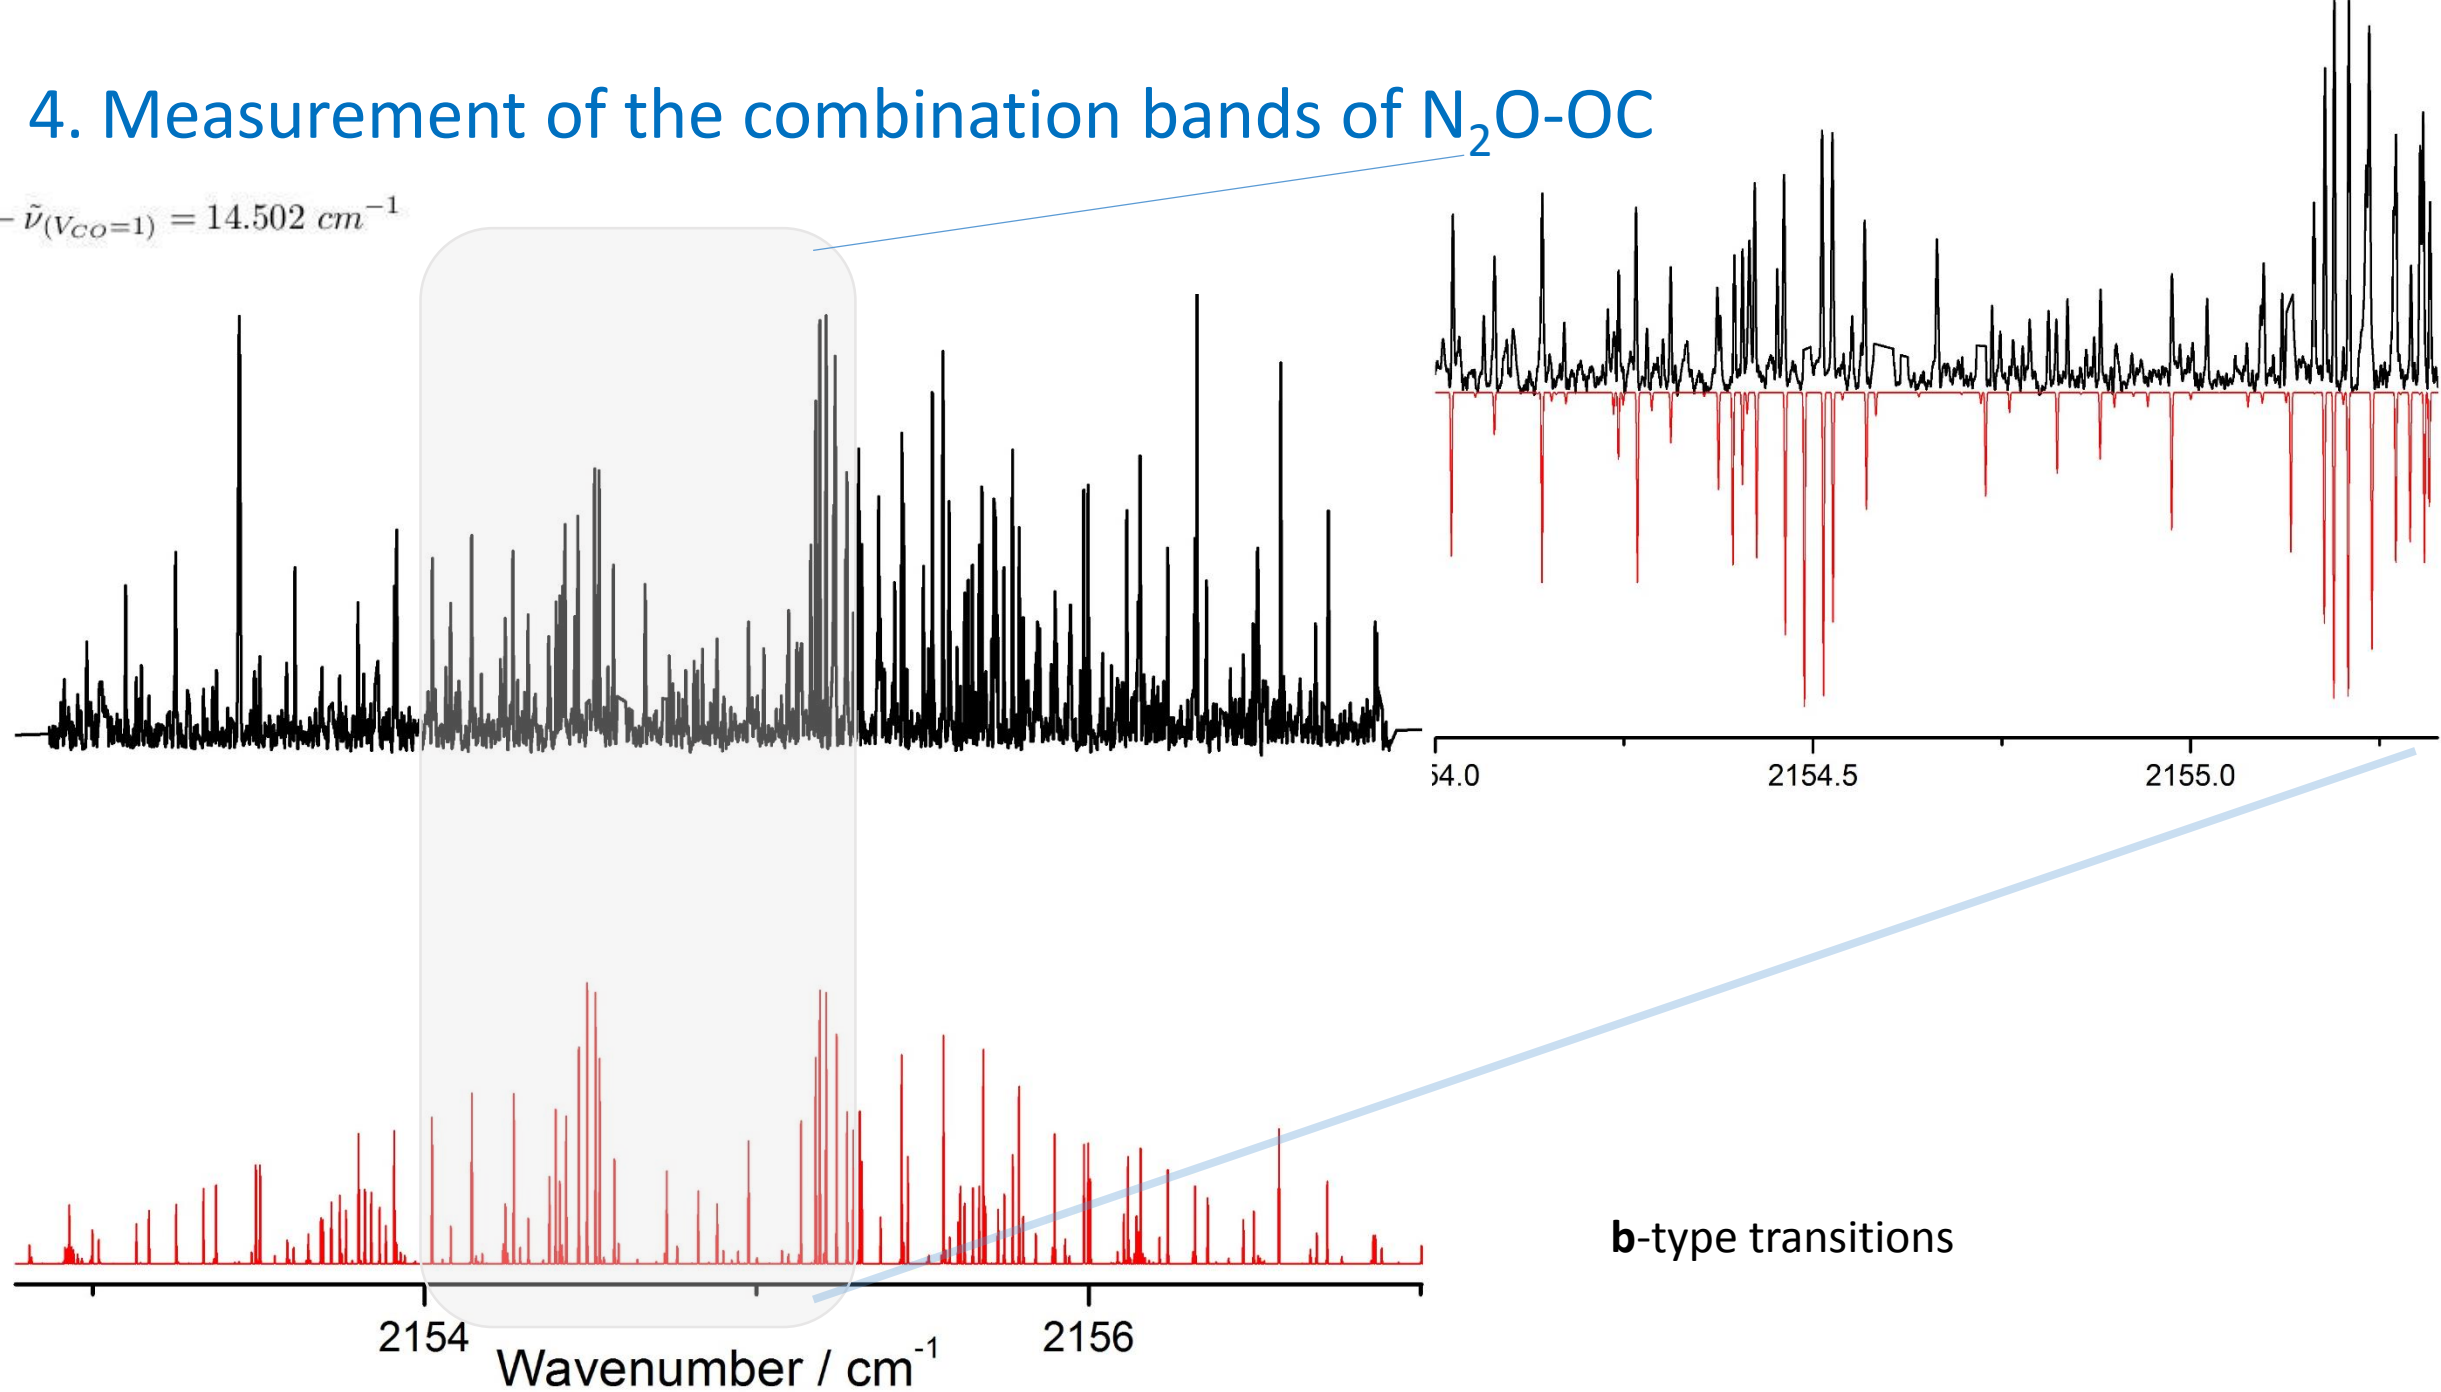 4. Measurement of the combination bands of N₂O-OC
− ν̃(V_CO=1) = 14.502 cm⁻¹
54.0 2154.5 2155.0
b-type transitions
2154 2156
Wavenumber / cm⁻¹